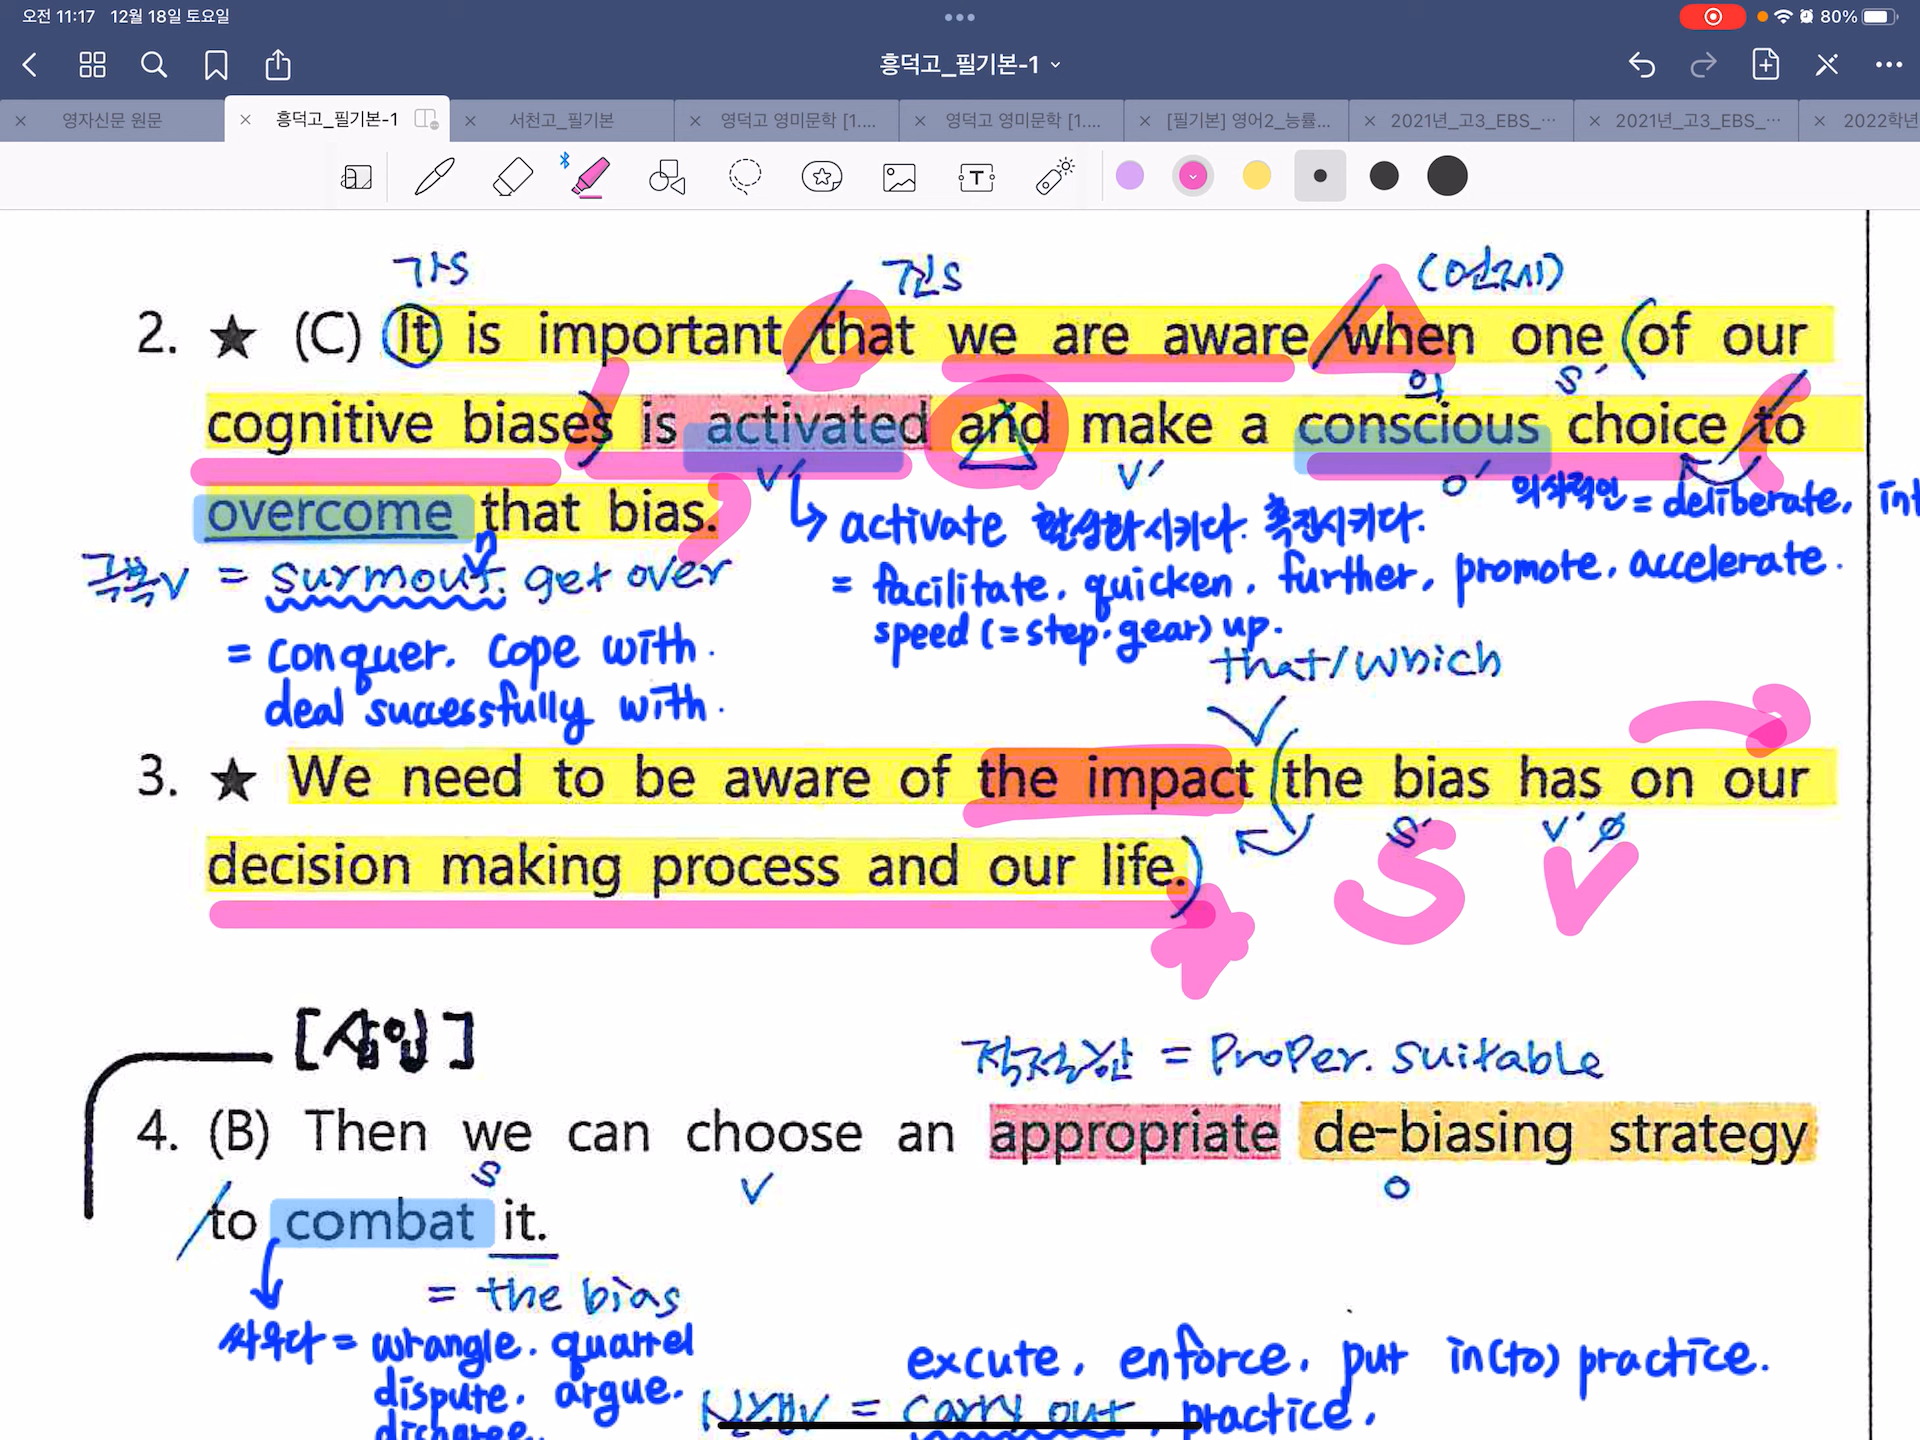 오전 11:17 12월 18일 토요일
80%
흥덕고_필기본-1
영자신문 원문
흥덕고_필기본-1
서천고_필기본
영덕고 영미문학 [1....
영덕고 영미문학 [1....
[필기본] 영어2_능률...
2021년_고3_EBS_...
2021년_고3_EBS_...
2022학년
가S 진S (언제)
2. ★ (C) It is important that we are aware when one (of our
S'
cognitive biases) is activated and make a conscious choice to
V' V' O' 의식적인 = deliberate, int
overcome that bias.
activate 활성화시키다. 촉진시키다.
극복V = surmount. get over
= facilitate, quicken, further, promote, accelerate.
speed (=step. gear) up.
= conquer. cope with.
deal successfully with.
that/which
3. ★ We need to be aware of the impact (the bias has on our
S' V' ø
decision making process and our life.)
S V
[삽입]
적절한 = Proper. suitable
4. (B) Then we can choose an appropriate de-biasing strategy
S V O
to combat it.
= the bias
싸우다 = wrangle. quarrel
dispute. argue.
excute, enforce, put in(to) practice.
= carry out, practice.